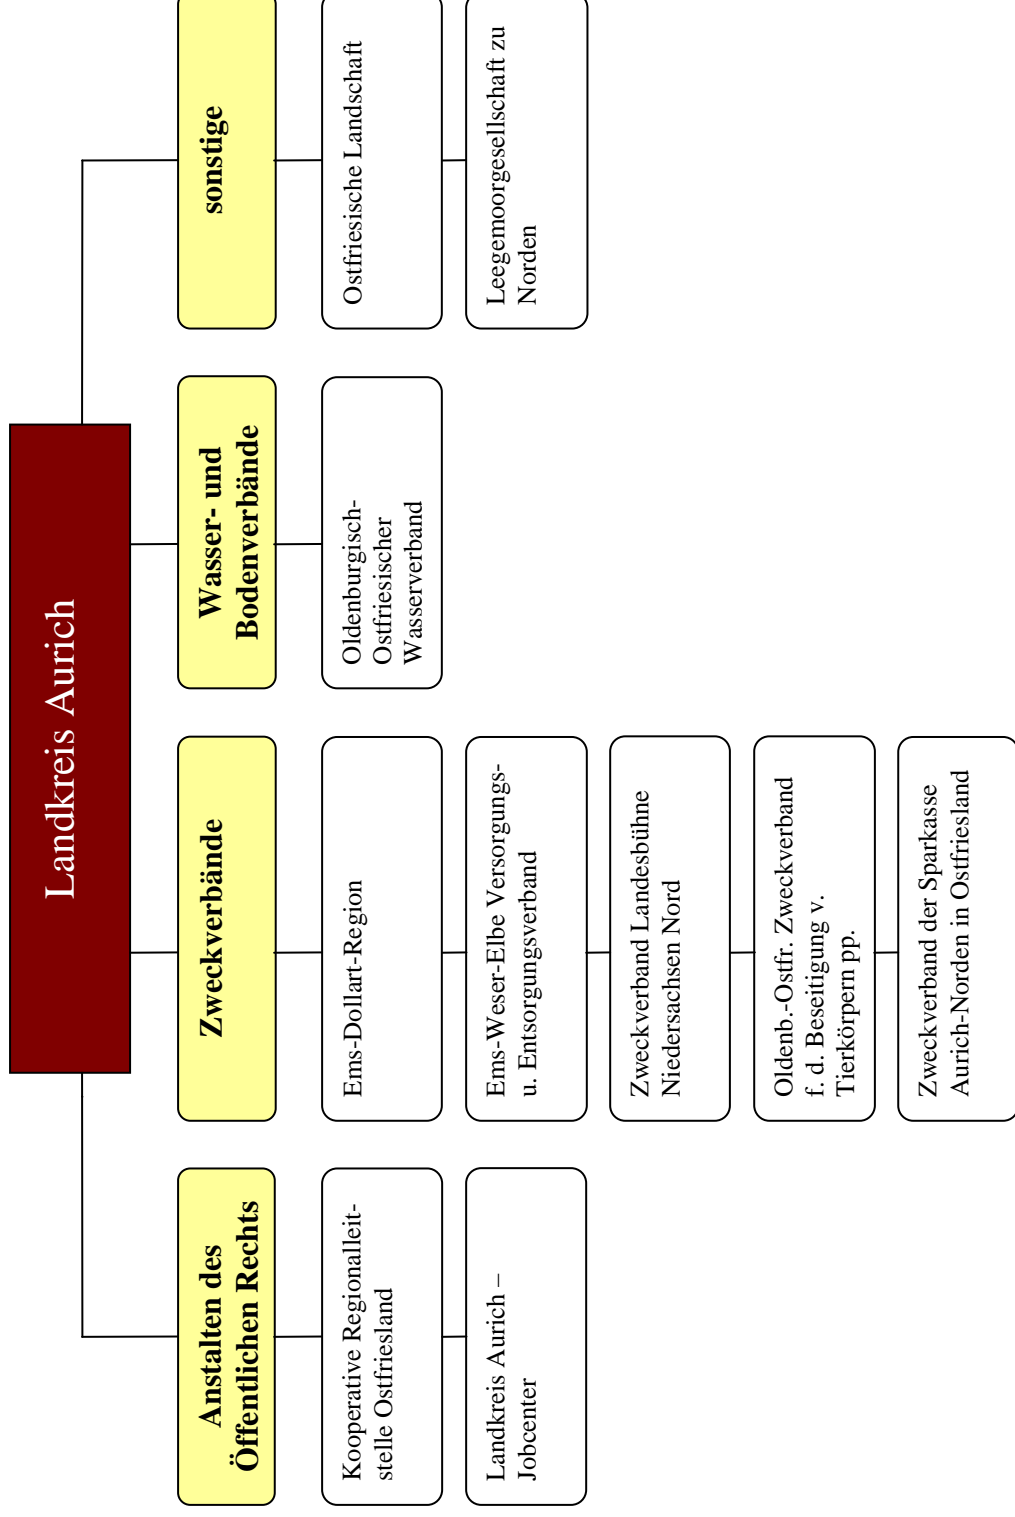 Landkreis Aurich
Anstalten des
Öffentlichen Rechts
Kooperative Regionalleit-
stelle Ostfriesland
Landkreis Aurich –
Jobcenter
Zweckverbände
Ems-Dollart-Region
Ems-Weser-Elbe Versorgungs-
u. Entsorgungsverband
Zweckverband Landesbühne
Niedersachsen Nord
Oldenb.-Ostfr. Zweckverband
f. d. Beseitigung v.
Tierkörpern pp.
Zweckverband der Sparkasse
Aurich-Norden in Ostfriesland
Wasser- und
Bodenverbände
Oldenburgisch-
Ostfriesischer
Wasserverband
sonstige
Ostfriesische Landschaft
Leegemoorgesellschaft zu
Norden